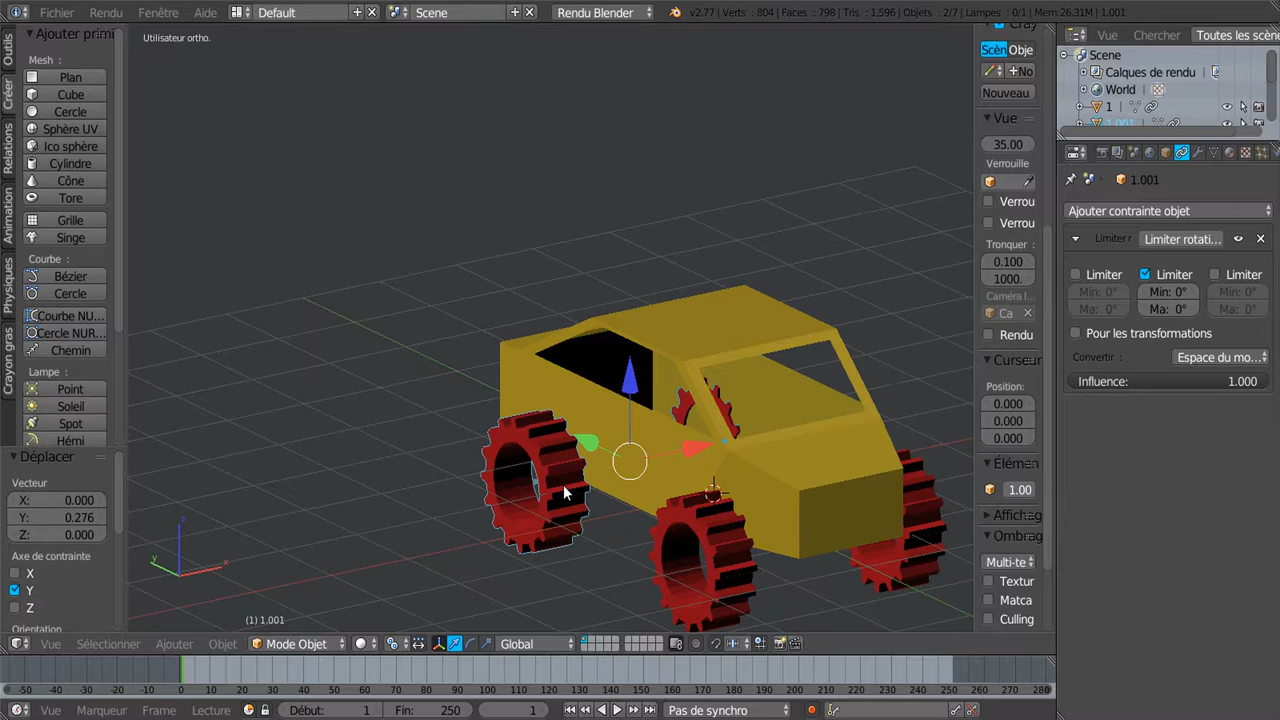 Fichier Rendu Fenêtre Aide Default Scene Rendu Blender v2.77 | Verts : 804 | Faces : 798 | Tris : 1,596 | Objets : 2/7 | Lampes : 0/1 | Mem:26.31M | 1.001
Outils
Créer
Relations
Animation
Physiques
Crayon gras
Ajouter primi
Mesh :
Plan
Cube
Cercle
Sphère UV
Ico sphère
Cylindre
Cône
Tore
Grille
Singe
Courbe :
Bézier
Cercle
Courbe NU...
Cercle NUR...
Chemin
Lampe :
Point
Soleil
Spot
Hémi
Déplacer
Vecteur
X: 0.000
Y: 0.276
Z: 0.000
Axe de contrainte
X
Y
Z
Orientation
Utilisateur ortho.
z
y
x
(1) 1.001
Scèn Obje
No
Nouveau
Vue
35.00
Verrouille
Verrou
Verrou
Tronquer
0.100
1000.
Caméra l
Ca
Rendu
Curseur
Position:
0.000
0.000
0.000
Élémen
1.00
Affichag
Ombrag
Multi-te
Textur
Matca
Culling
Vue Chercher Toutes les scèn
Scene
Calques de rendu
World
1
1.001
1.001
Ajouter contrainte objet
Limiter r Limiter rotati...
Limiter Limiter Limiter
Min: 0° Min: 0° Min: 0°
Ma: 0° Ma: 0° Ma: 0°
Pour les transformations
Convertir : Espace du mo...
Influence: 1.000
Vue Sélectionner Ajouter Objet Mode Objet Global
-50 -40 -30 -20 -10 0 10 20 30 40 50 60 70 80 90 100 110 120 130 140 150 160 170 180 190 200 210 220 230 240 250 260 270 280
Vue Marqueur Frame Lecture Début: 1 Fin: 250 1 Pas de synchro